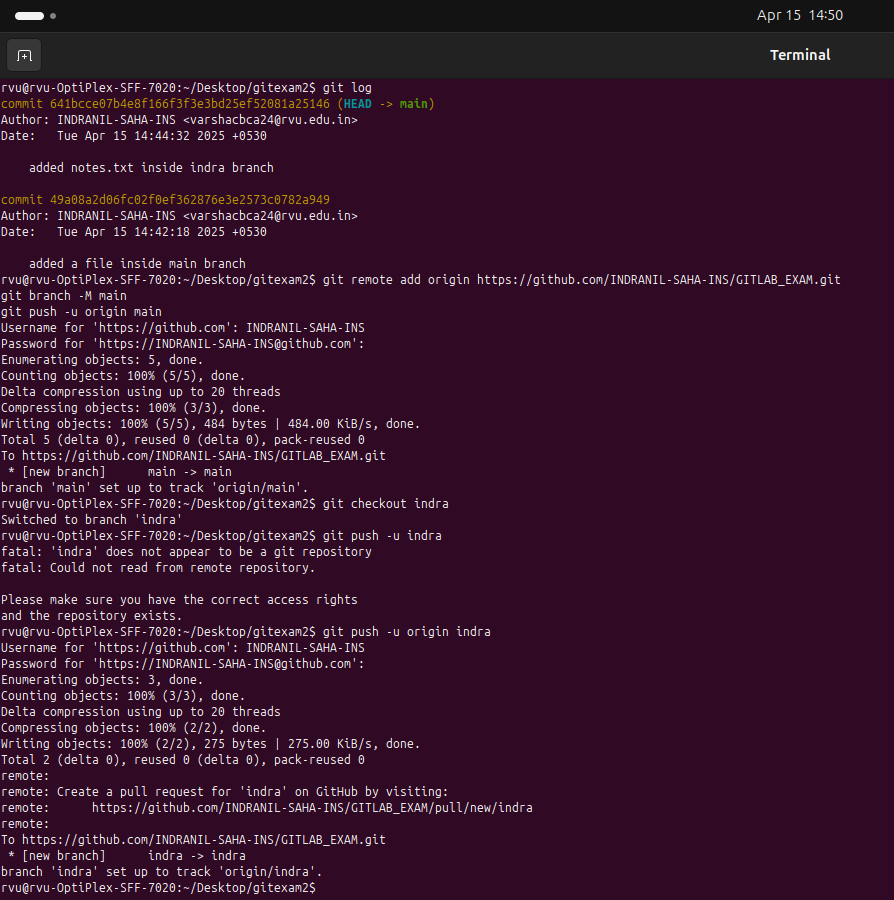 Apr 15 14:50
Terminal
rvu@rvu-OptiPlex-SFF-7020:~/Desktop/gitexam2$ git log
commit 641bcce07b4e8f166f3f3e3bd25ef52081a25146 (HEAD -> main)
Author: INDRANIL-SAHA-INS <varshacbca24@rvu.edu.in>
Date:   Tue Apr 15 14:44:32 2025 +0530
    added notes.txt inside indra branch
commit 49a08a2d06fc02f0ef362876e3e2573c0782a949
Author: INDRANIL-SAHA-INS <varshacbca24@rvu.edu.in>
Date:   Tue Apr 15 14:42:18 2025 +0530
    added a file inside main branch
rvu@rvu-OptiPlex-SFF-7020:~/Desktop/gitexam2$ git remote add origin https://github.com/INDRANIL-SAHA-INS/GITLAB_EXAM.git
git branch -M main
git push -u origin main
Username for 'https://github.com': INDRANIL-SAHA-INS
Password for 'https://INDRANIL-SAHA-INS@github.com':
Enumerating objects: 5, done.
Counting objects: 100% (5/5), done.
Delta compression using up to 20 threads
Compressing objects: 100% (3/3), done.
Writing objects: 100% (5/5), 484 bytes | 484.00 KiB/s, done.
Total 5 (delta 0), reused 0 (delta 0), pack-reused 0
To https://github.com/INDRANIL-SAHA-INS/GITLAB_EXAM.git
 * [new branch]      main -> main
branch 'main' set up to track 'origin/main'.
rvu@rvu-OptiPlex-SFF-7020:~/Desktop/gitexam2$ git checkout indra
Switched to branch 'indra'
rvu@rvu-OptiPlex-SFF-7020:~/Desktop/gitexam2$ git push -u indra
fatal: 'indra' does not appear to be a git repository
fatal: Could not read from remote repository.
Please make sure you have the correct access rights
and the repository exists.
rvu@rvu-OptiPlex-SFF-7020:~/Desktop/gitexam2$ git push -u origin indra
Username for 'https://github.com': INDRANIL-SAHA-INS
Password for 'https://INDRANIL-SAHA-INS@github.com':
Enumerating objects: 3, done.
Counting objects: 100% (3/3), done.
Delta compression using up to 20 threads
Compressing objects: 100% (2/2), done.
Writing objects: 100% (2/2), 275 bytes | 275.00 KiB/s, done.
Total 2 (delta 0), reused 0 (delta 0), pack-reused 0
remote:
remote: Create a pull request for 'indra' on GitHub by visiting:
remote:      https://github.com/INDRANIL-SAHA-INS/GITLAB_EXAM/pull/new/indra
remote:
To https://github.com/INDRANIL-SAHA-INS/GITLAB_EXAM.git
 * [new branch]      indra -> indra
branch 'indra' set up to track 'origin/indra'.
rvu@rvu-OptiPlex-SFF-7020:~/Desktop/gitexam2$